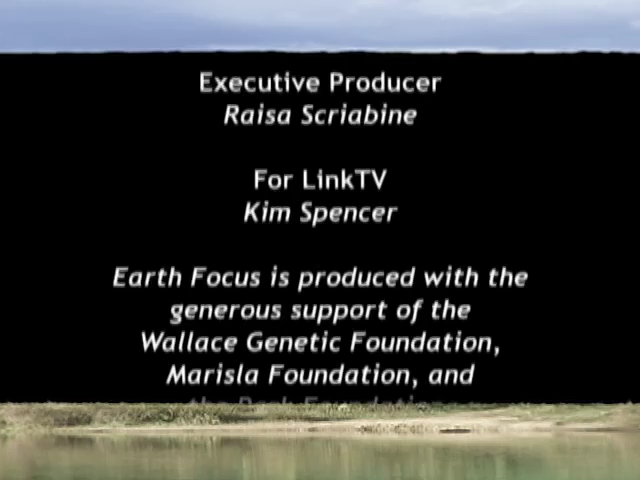 Executive Producer
Raisa Scriabine
For LinkTV
Kim Spencer
Earth Focus is produced with the
generous support of the
Wallace Genetic Foundation,
Marisla Foundation, and
the